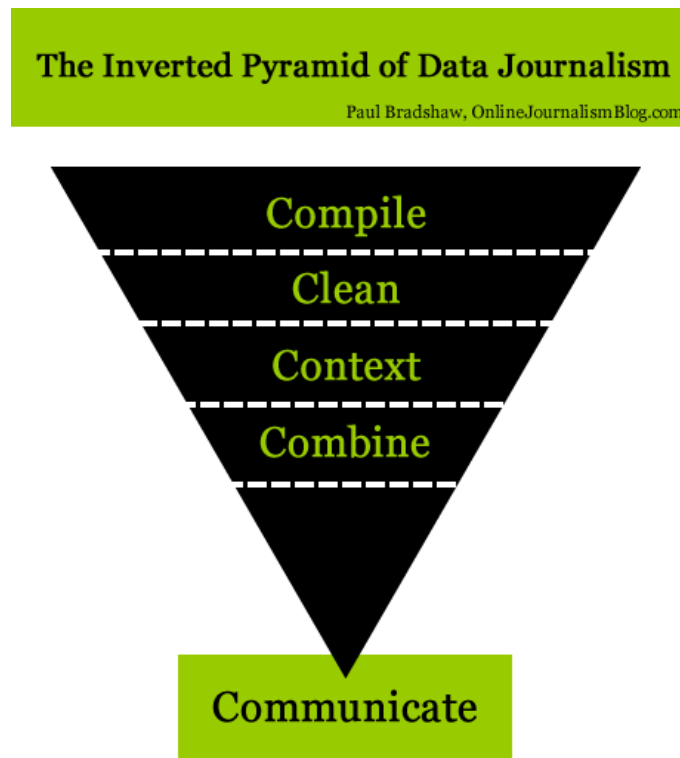 The Inverted Pyramid of Data Journalism
Paul Bradshaw, OnlineJournalismBlog.com
Compile
Clean
Context
Combine
Communicate